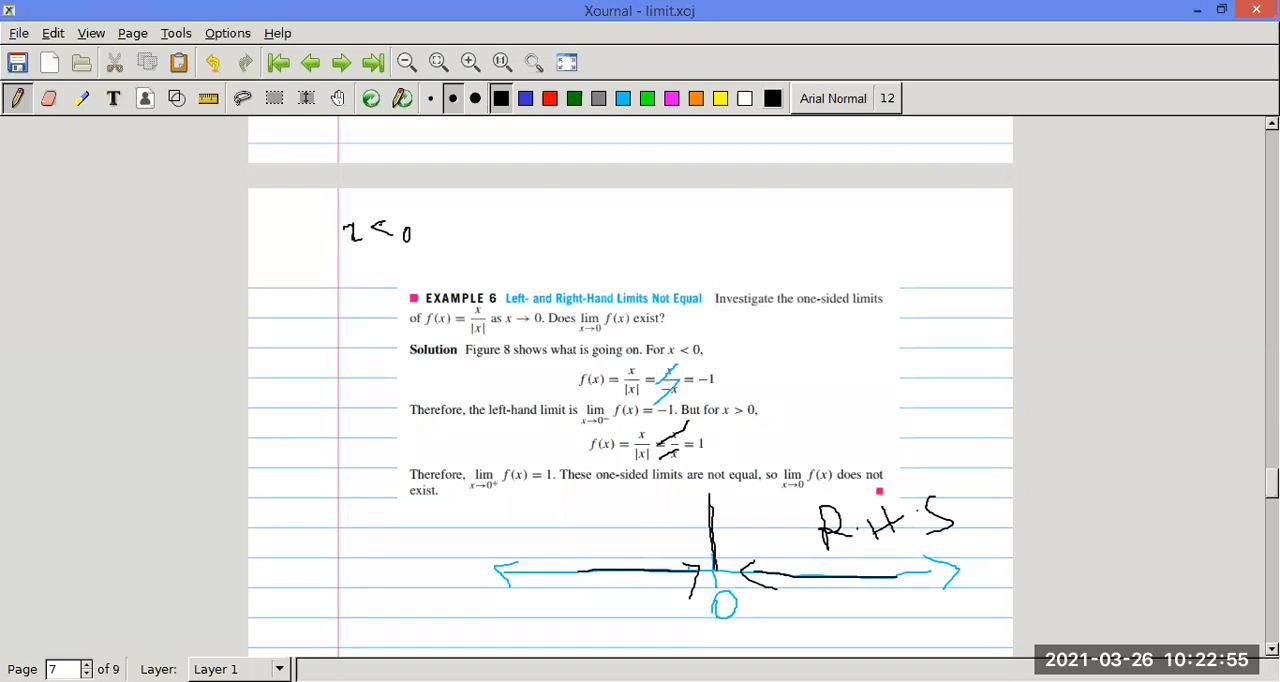 Xournal - limit.xoj
File Edit View Page Tools Options Help
Arial Normal 12
x < 0
EXAMPLE 6 Left- and Right-Hand Limits Not Equal Investigate the one-sided limits
of f(x) = x/|x| as x → 0. Does lim x→0 f(x) exist?
Solution Figure 8 shows what is going on. For x < 0,
f(x) = x/|x| = x/−x = −1
Therefore, the left-hand limit is lim x→0− f(x) = −1. But for x > 0,
f(x) = x/|x| = x/x = 1
Therefore, lim x→0+ f(x) = 1. These one-sided limits are not equal, so lim x→0 f(x) does not
exist.
R.H.S
0
Page 7 of 9 Layer: Layer 1
2021-03-26 10:22:55